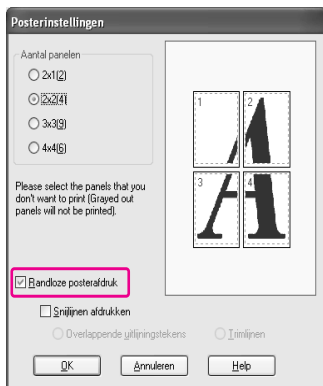 Posterinstellingen
Aantal panelen
2x1(2)
2x2(4)
3x3(9)
4x4(6)
Please select the panels that you
don't want to print (Grayed out
panels will not be printed).
1
2
3
4
Randloze posterafdruk
Snijlijnen afdrukken
Overlappende uitlijningstekens
Trimlijnen
OK
Annuleren
Help